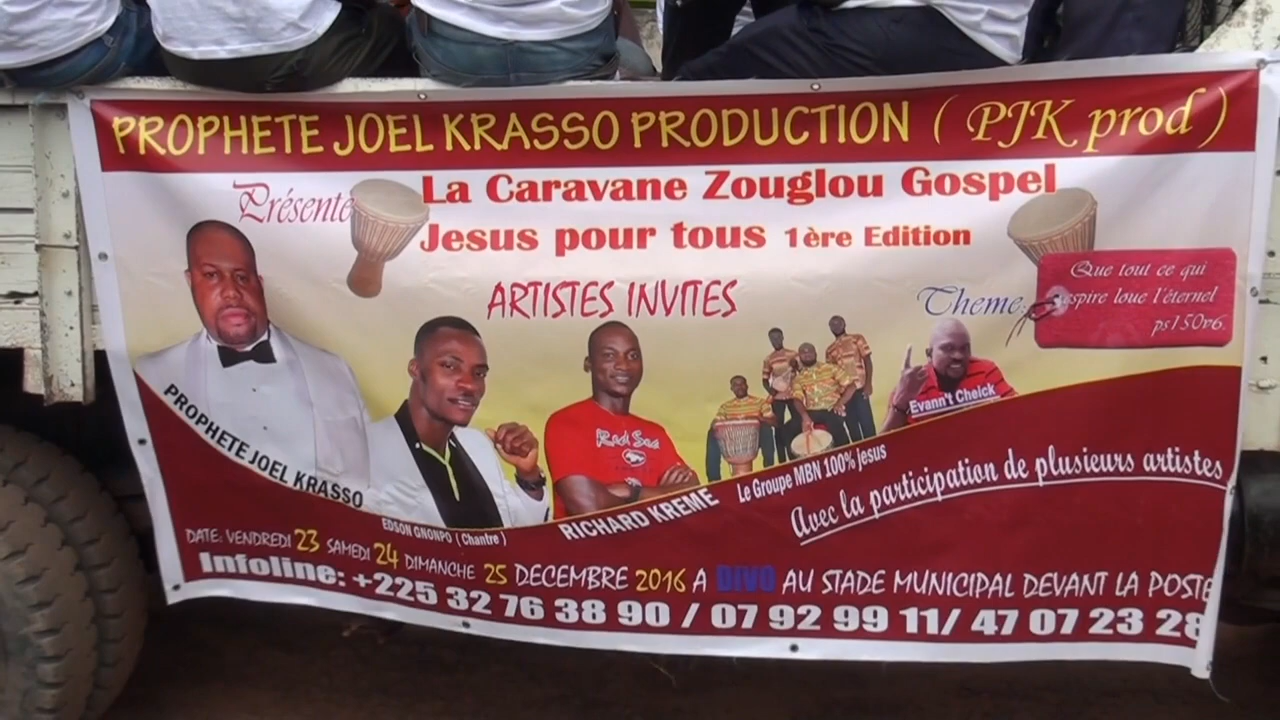 PROPHETE JOEL KRASSO PRODUCTION ( PJK prod )
Présente
La Caravane Zouglou Gospel
Jesus pour tous 1ère Edition
ARTISTES INVITES
Theme:
Que tout ce qui
respire loue l'éternel
ps150v6.
PROPHETE JOEL KRASSO
EDSON GNONPO ( Chantre )
Red Sea
RICHARD KREME
Le Groupe MBN 100% jesus
Evann't Cheick
Avec la participation de plusieurs artistes
DATE: VENDREDI 23 SAMEDI 24 DIMANCHE 25 DECEMBRE 2016 A DIVO AU STADE MUNICIPAL DEVANT LA POSTE
Infoline: +225 32 76 38 90 / 07 92 99 11/ 47 07 23 28